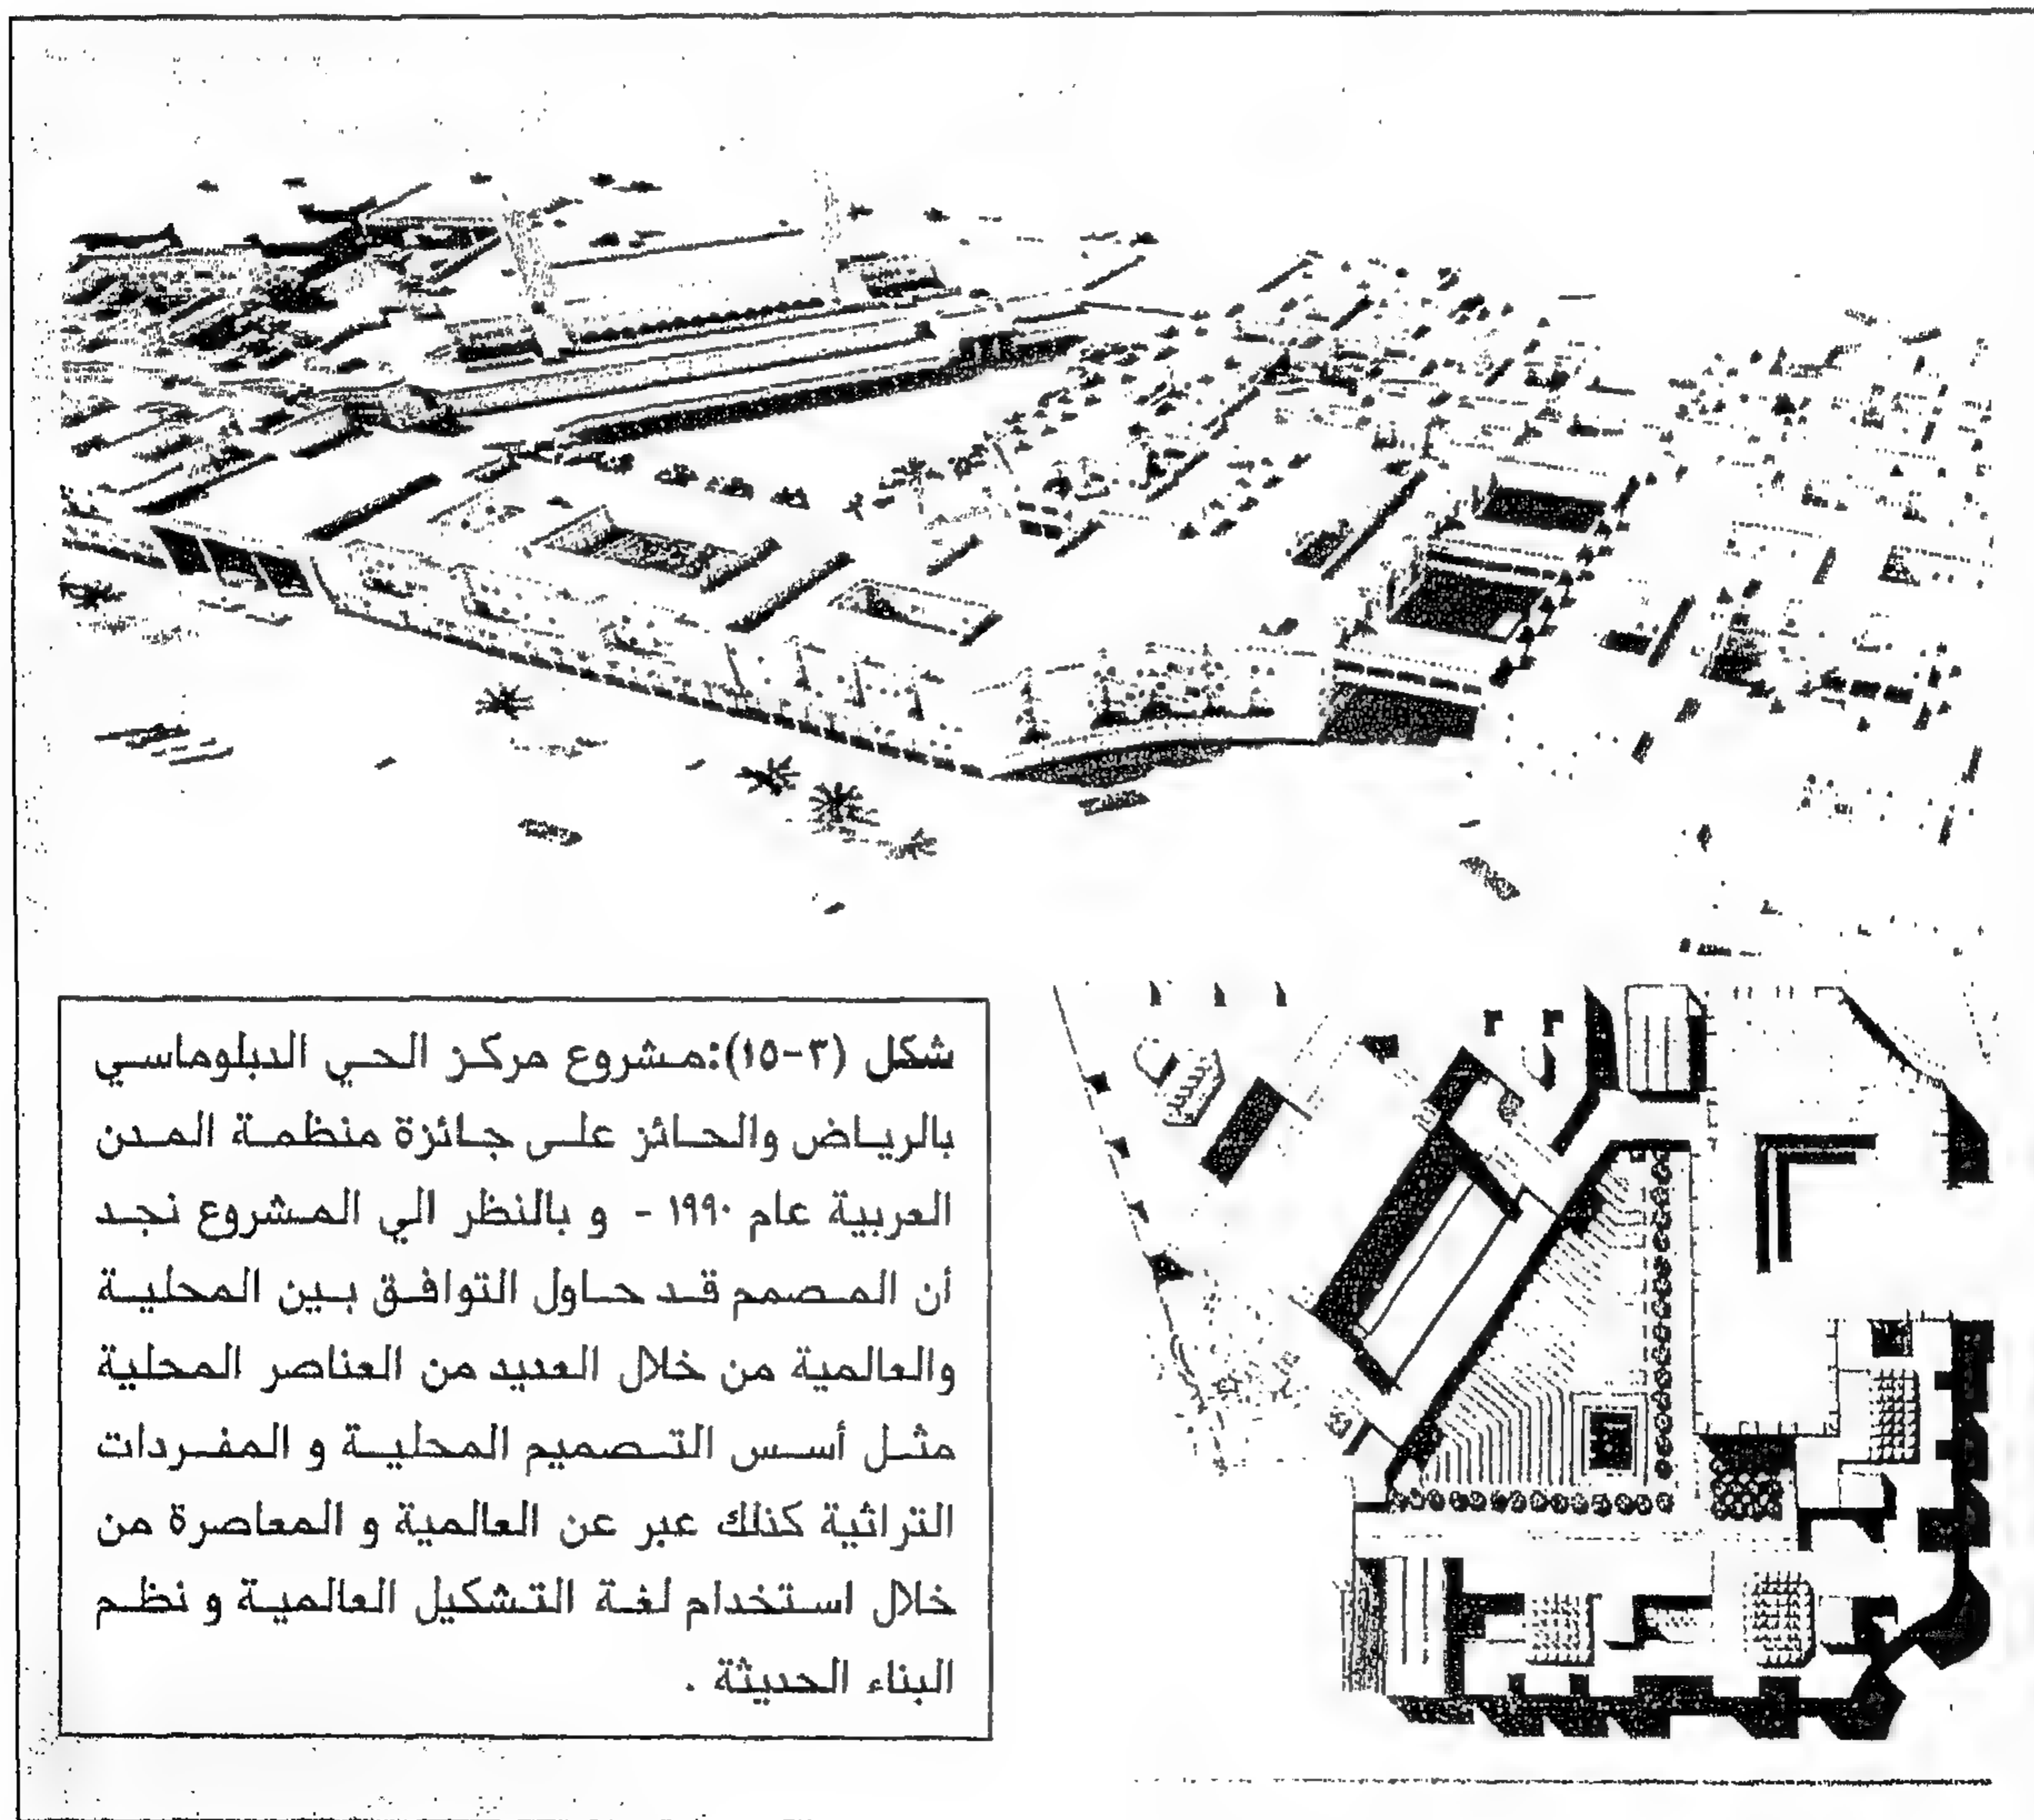 شكل (٣-١٥):مشروع مركز الحي الدبلوماسي
بالرياض والحائز على جائزة منظمة المدن
العربية عام ١٩٩٠ - و بالنظر الي المشروع نجد
أن المصمم قد حاول التوافق بين المحلية
والعالمية من خلال العديد من العناصر المحلية
مثل أسس التصميم المحلية و المفردات
التراثية كذلك عبر عن العالمية و المعاصرة من
خلال استخدام لغة التشكيل العالمية و نظم
البناء الحديثة .